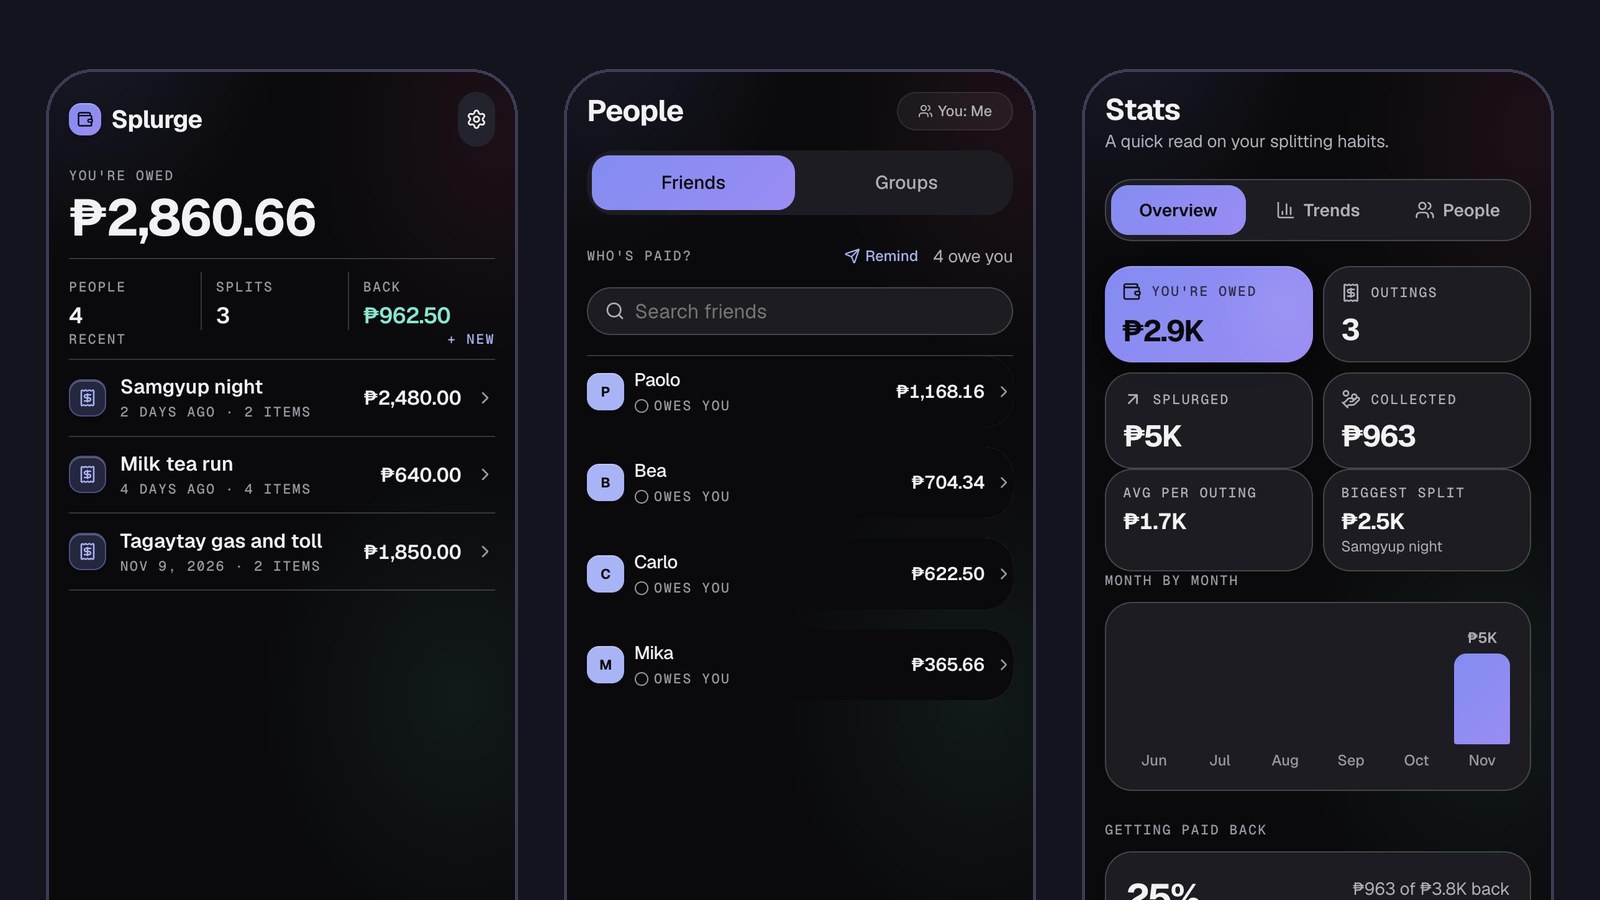 Splurge
YOU'RE OWED
₱2,860.66
PEOPLE
4
SPLITS
3
BACK
₱962.50
RECENT
+ NEW
Samgyup night
2 DAYS AGO · 2 ITEMS
₱2,480.00
Milk tea run
4 DAYS AGO · 4 ITEMS
₱640.00
Tagaytay gas and toll
NOV 9, 2026 · 2 ITEMS
₱1,850.00
People
You: Me
Friends
Groups
WHO'S PAID?
Remind
4 owe you
Search friends
P
Paolo
OWES YOU
₱1,168.16
B
Bea
OWES YOU
₱704.34
C
Carlo
OWES YOU
₱622.50
M
Mika
OWES YOU
₱365.66
Stats
A quick read on your splitting habits.
Overview
Trends
People
YOU'RE OWED
₱2.9K
OUTINGS
3
SPLURGED
₱5K
COLLECTED
₱963
AVG PER OUTING
₱1.7K
BIGGEST SPLIT
₱2.5K
Samgyup night
MONTH BY MONTH
₱5K
Jun
Jul
Aug
Sep
Oct
Nov
GETTING PAID BACK
25%
₱963 of ₱3.8K back